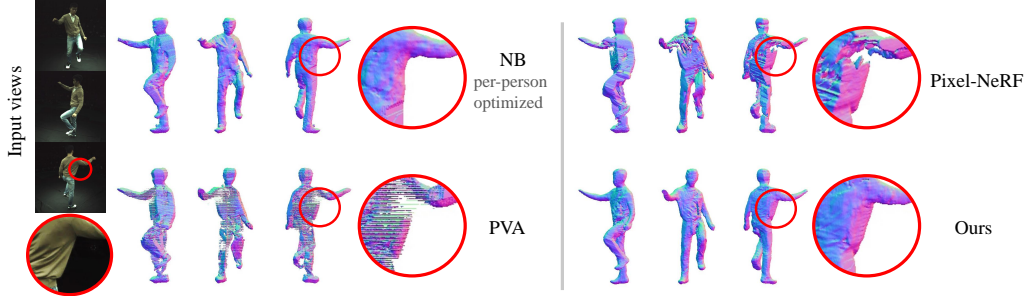 Input views
NB
per-person
optimized
PVA
Pixel-NeRF
Ours